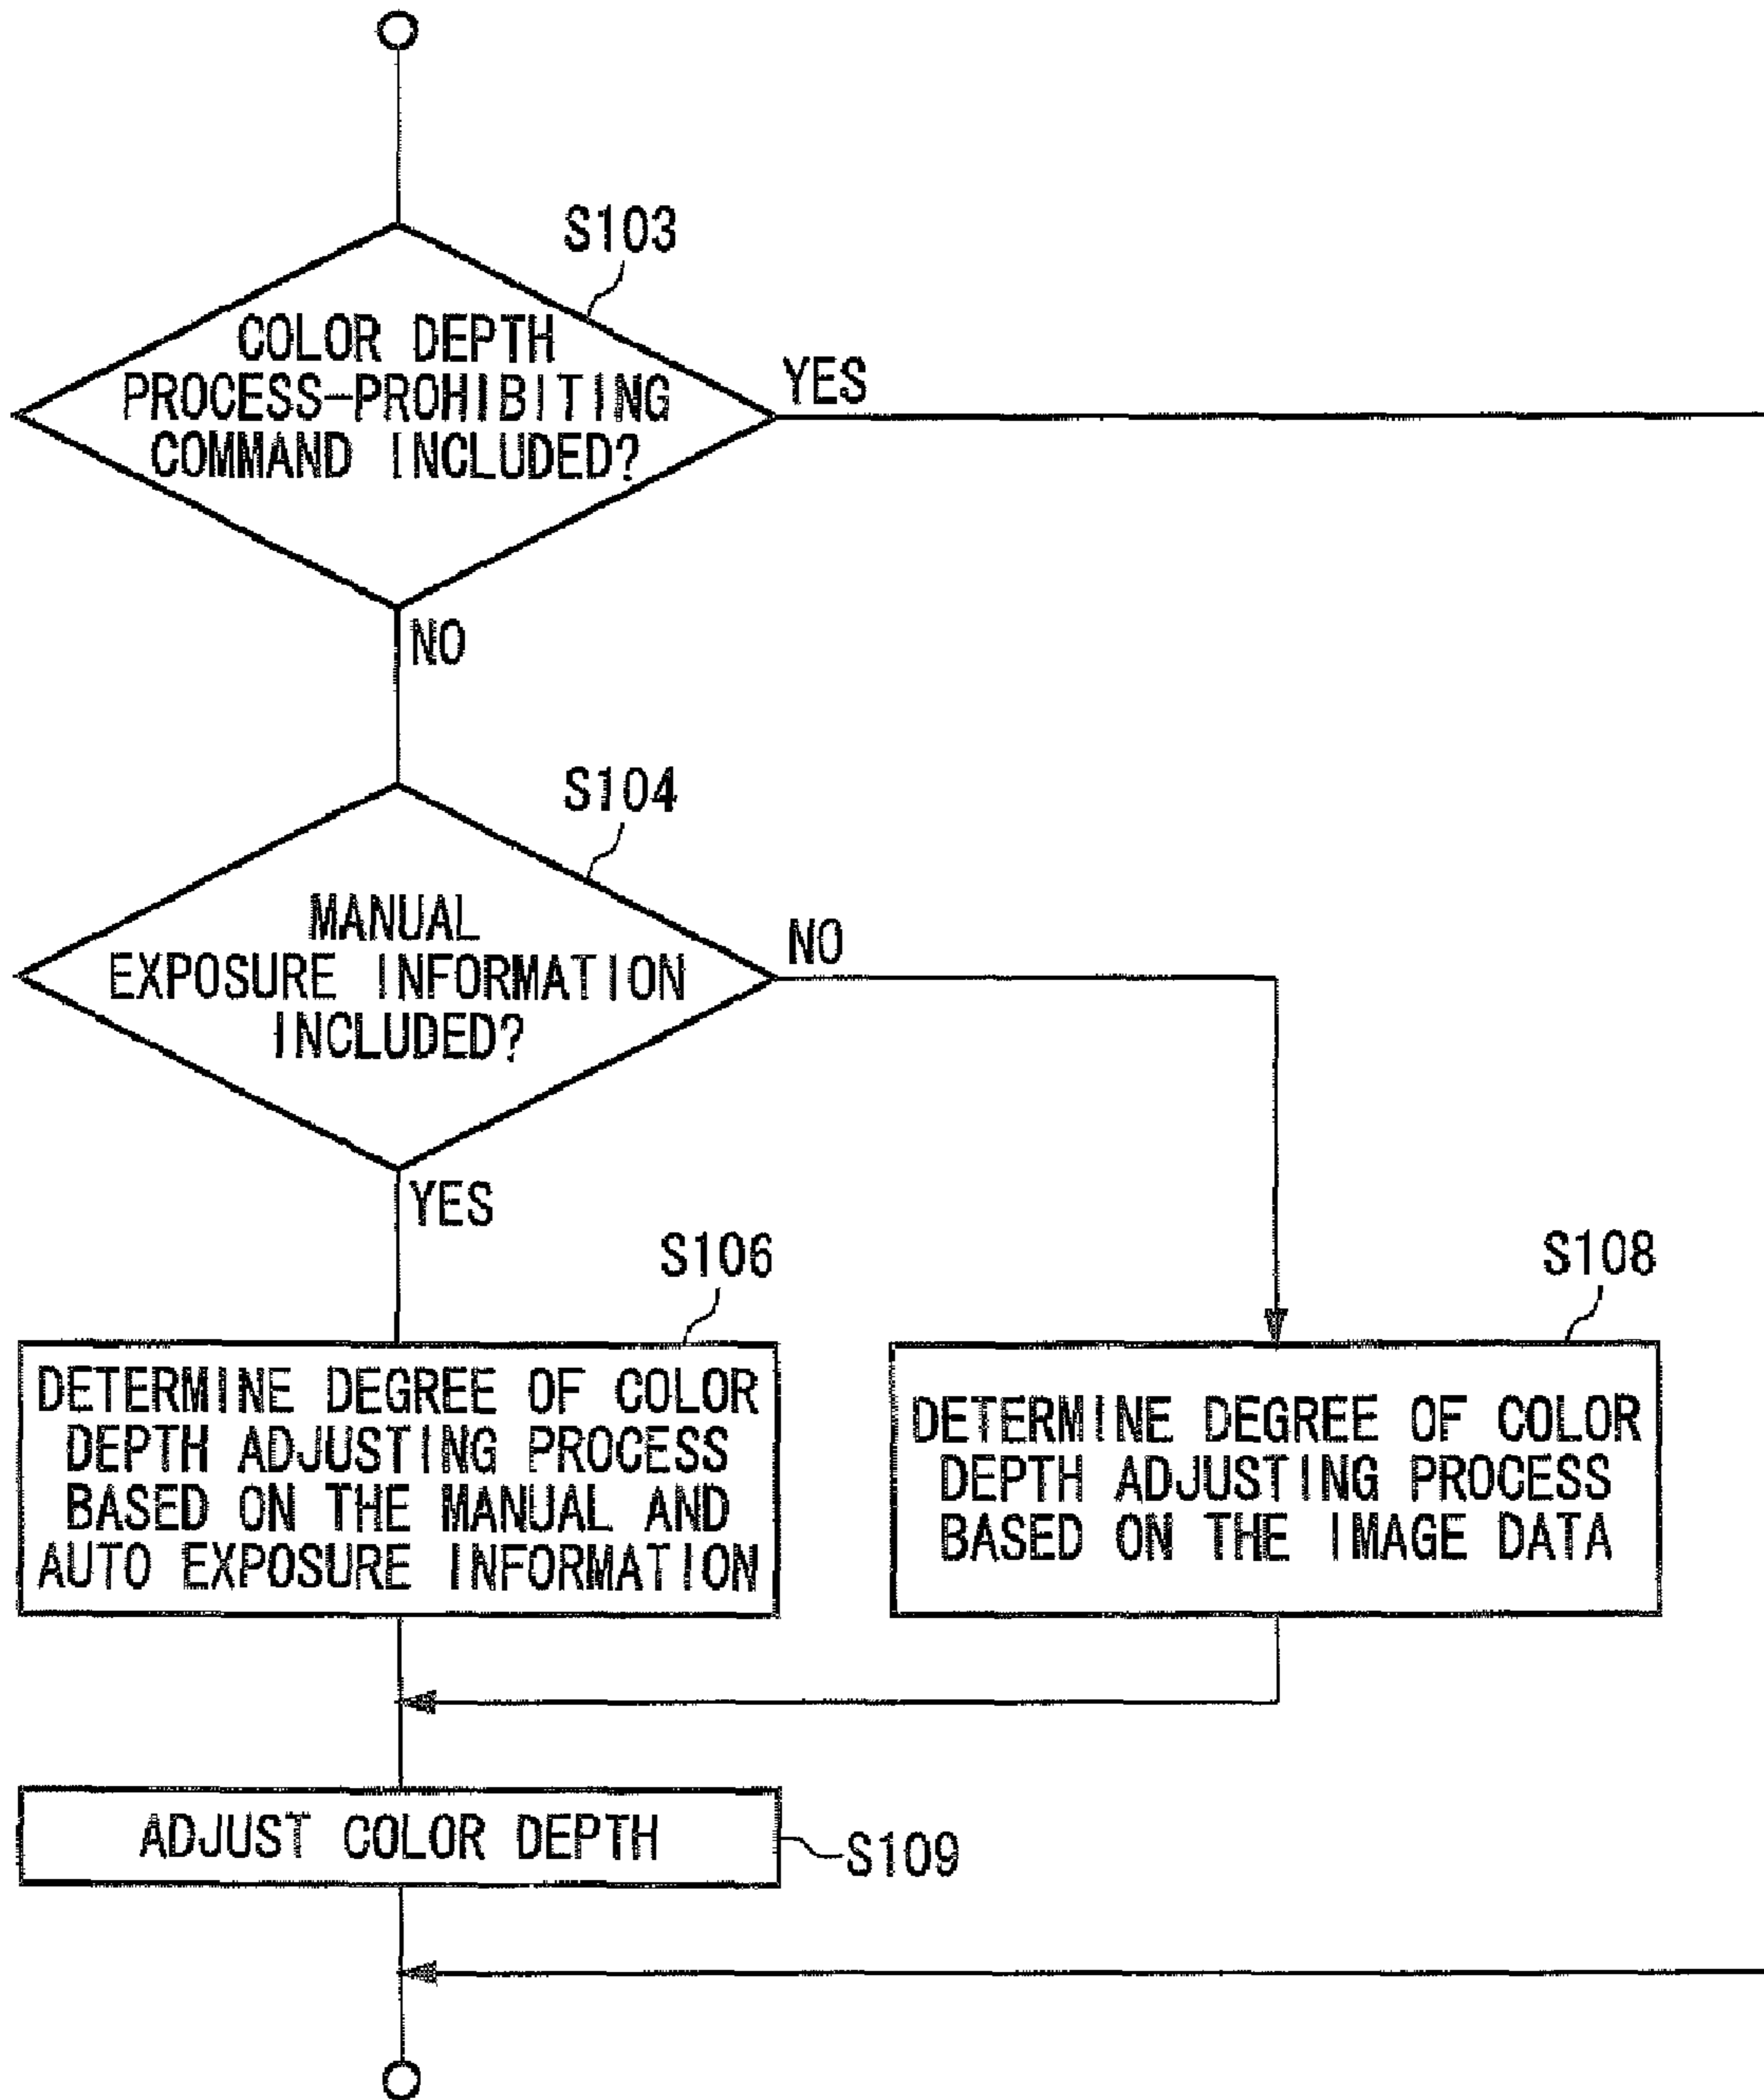 S103
COLOR DEPTH
PROCESS-PROHIBITING
COMMAND INCLUDED?
YES
NO
S104
MANUAL
EXPOSURE INFORMATION
INCLUDED?
NO
YES
S106
DETERMINE DEGREE OF COLOR
DEPTH ADJUSTING PROCESS
BASED ON THE MANUAL AND
AUTO EXPOSURE INFORMATION
S108
DETERMINE DEGREE OF COLOR
DEPTH ADJUSTING PROCESS
BASED ON THE IMAGE DATA
ADJUST COLOR DEPTH
S109